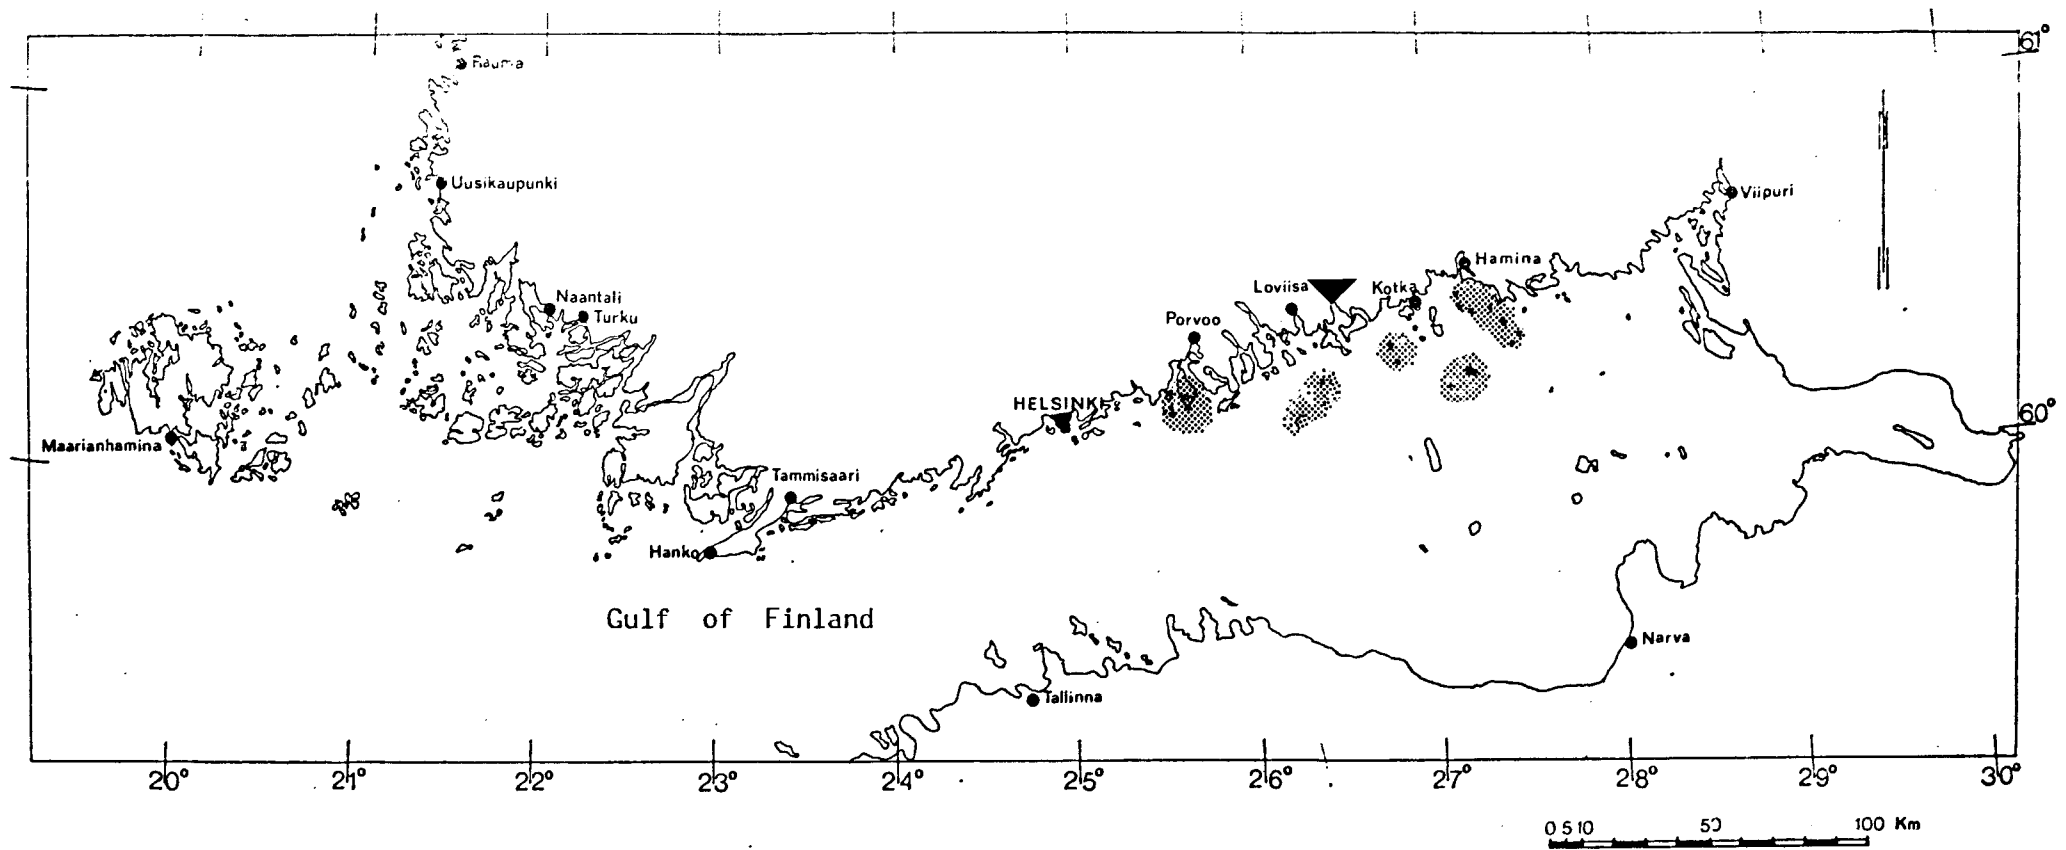 61°
Rauma
Uusikaupunki
Viipuri
Hamina
Loviisa
Kotka
Naantali
Turku
Porvoo
HELSINKI
60°
Maarianhamina
Tammisaari
Hanko
Gulf of Finland
Narva
Tallinna
20° 21° 22° 23° 24° 25° 26° 27° 28° 29° 30°
0 5 10 50 100 Km